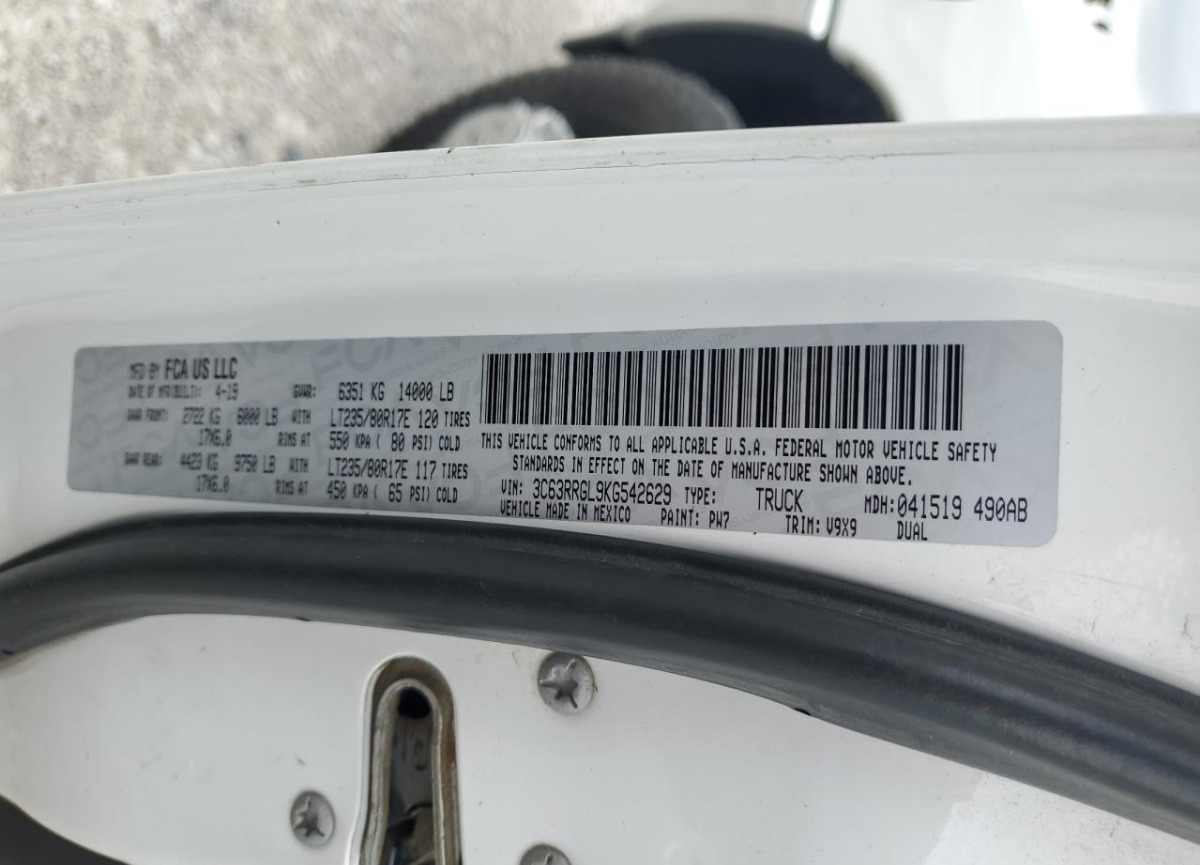 MFD BY FCA US LLC
DATE OF MFR(BUILT): 4-19 GVWR: 6351 KG 14000 LB
GAWR FRONT: 2722 KG 6000 LB WITH LT235/80R17E 120 TIRES
17X6.0 RIMS AT 550 KPA ( 80 PSI) COLD
GAWR REAR: 4423 KG 9750 LB WITH LT235/80R17E 117 TIRES
17X6.0 RIMS AT 450 KPA ( 65 PSI) COLD
THIS VEHICLE CONFORMS TO ALL APPLICABLE U.S.A. FEDERAL MOTOR VEHICLE SAFETY
STANDARDS IN EFFECT ON THE DATE OF MANUFACTURE SHOWN ABOVE.
VIN: 3C63RRGL9KG542629 TYPE: TRUCK MDH:041519 490AB
VEHICLE MADE IN MEXICO PAINT: PW7 TRIM: V9X9 DUAL